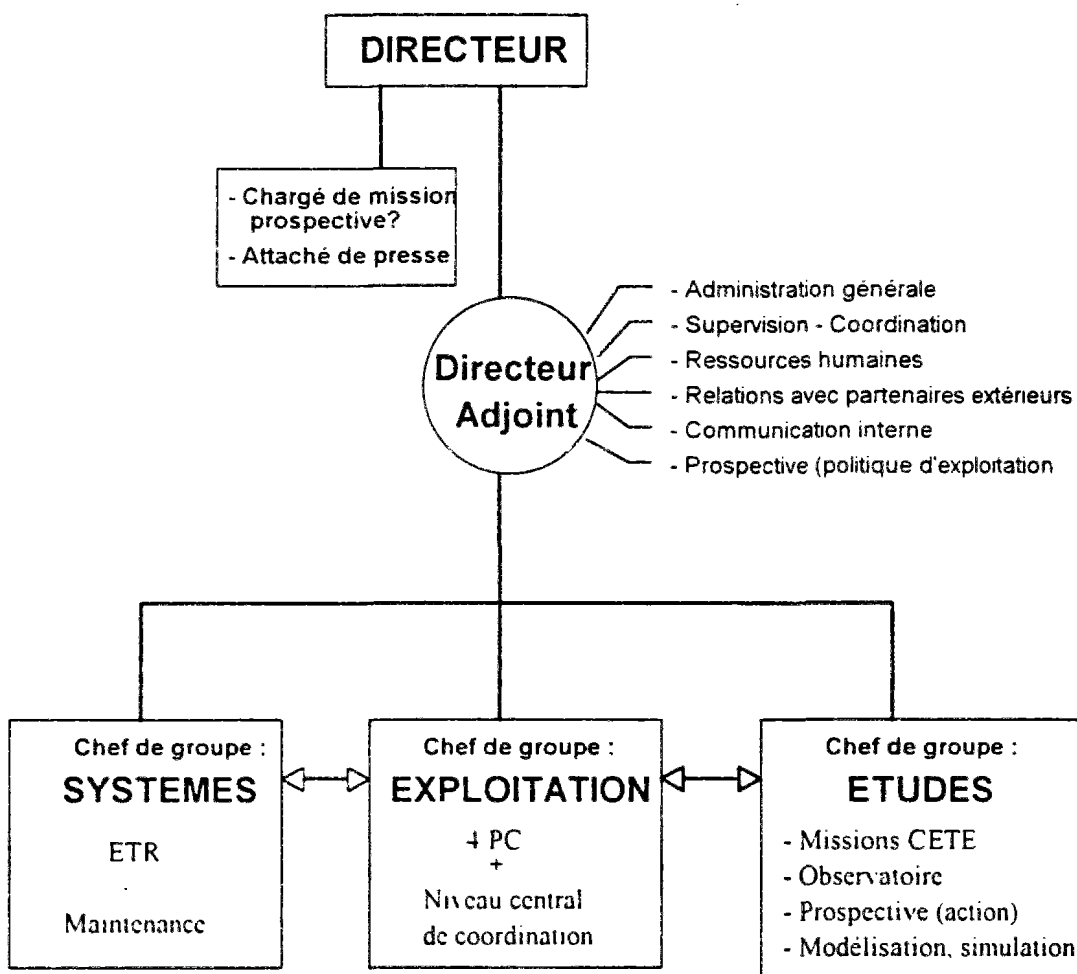 DIRECTEUR
- Chargé de mission
prospective?
- Attaché de presse
Directeur
Adjoint
- Administration générale
- Supervision - Coordination
- Ressources humaines
- Relations avec partenaires extérieurs
- Communication interne
- Prospective (politique d'exploitation
Chef de groupe :
SYSTEMES
ETR
Maintenance
Chef de groupe :
EXPLOITATION
4 PC
+
Niveau central
de coordination
Chef de groupe :
ETUDES
- Missions CETE
- Observatoire
- Prospective (action)
- Modélisation, simulation